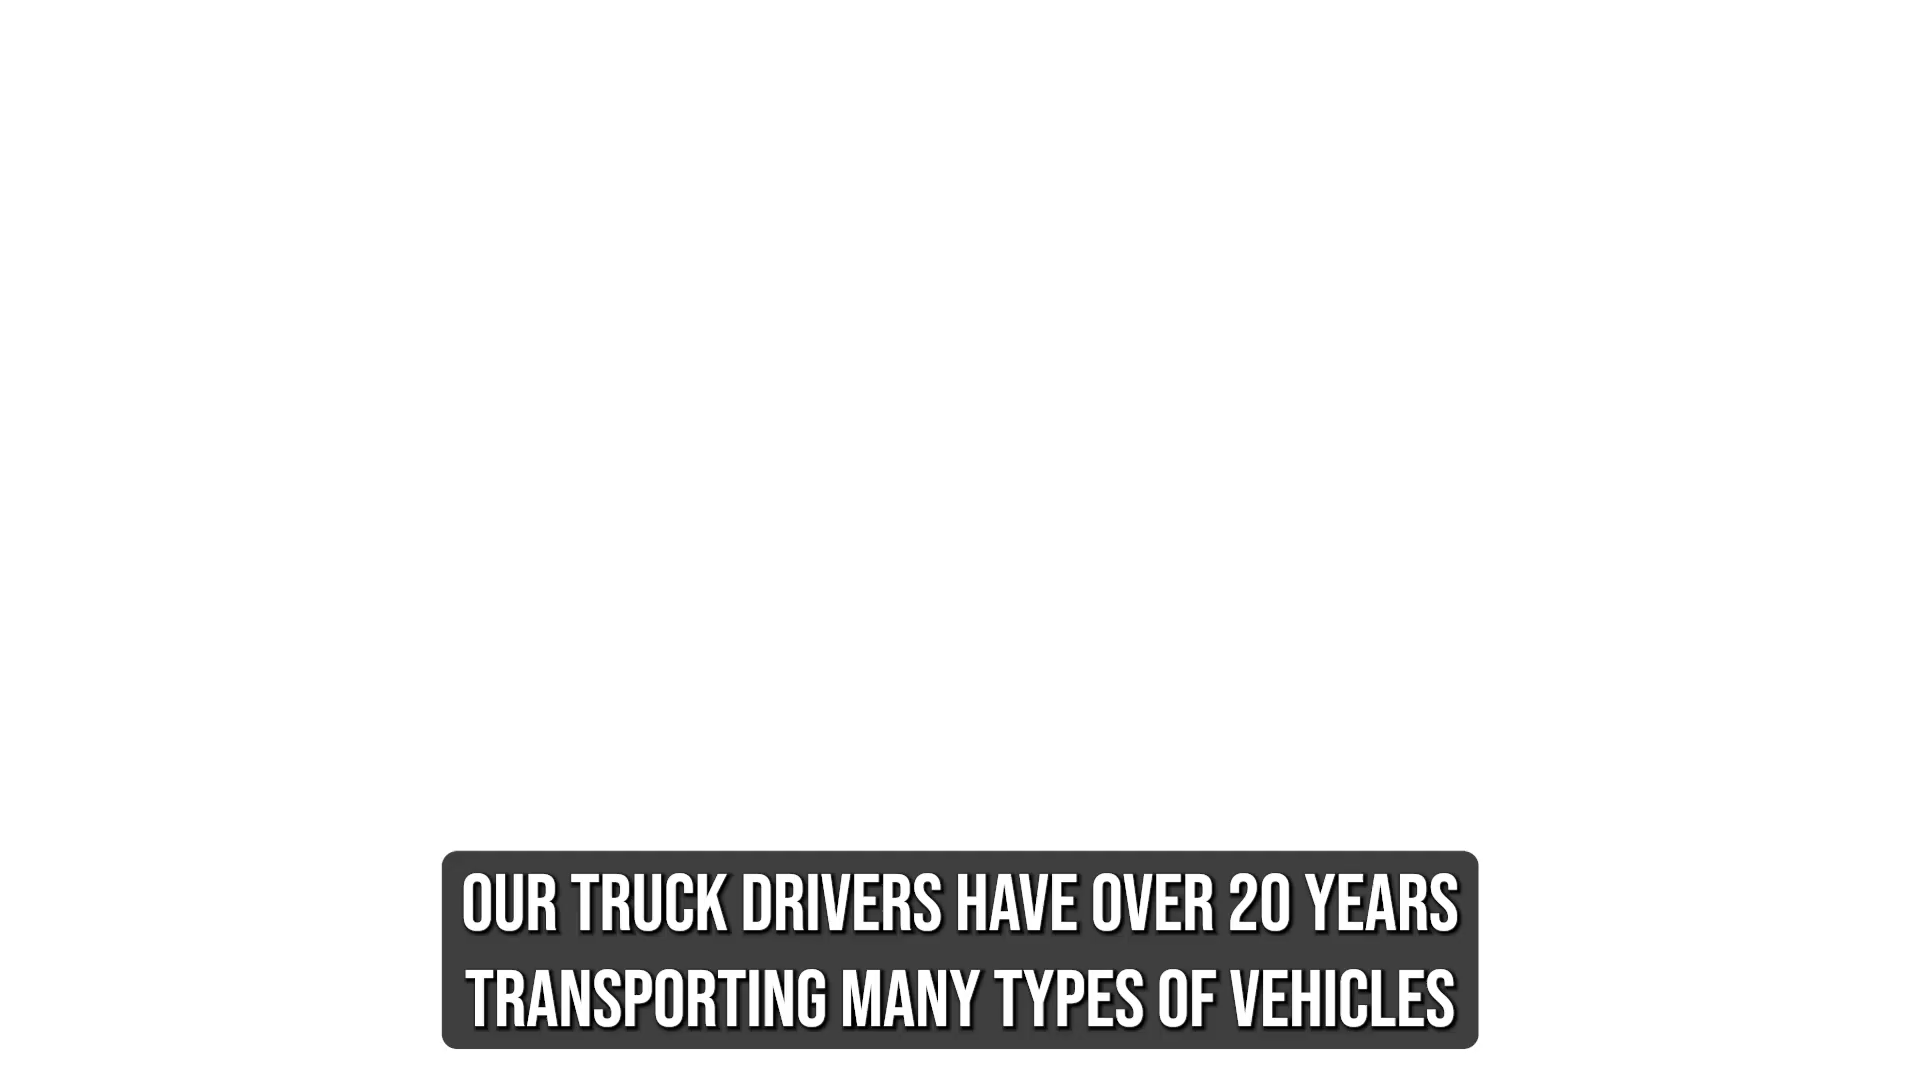 OUR TRUCK DRIVERS HAVE OVER 20 YEARS
TRANSPORTING MANY TYPES OF VEHICLES